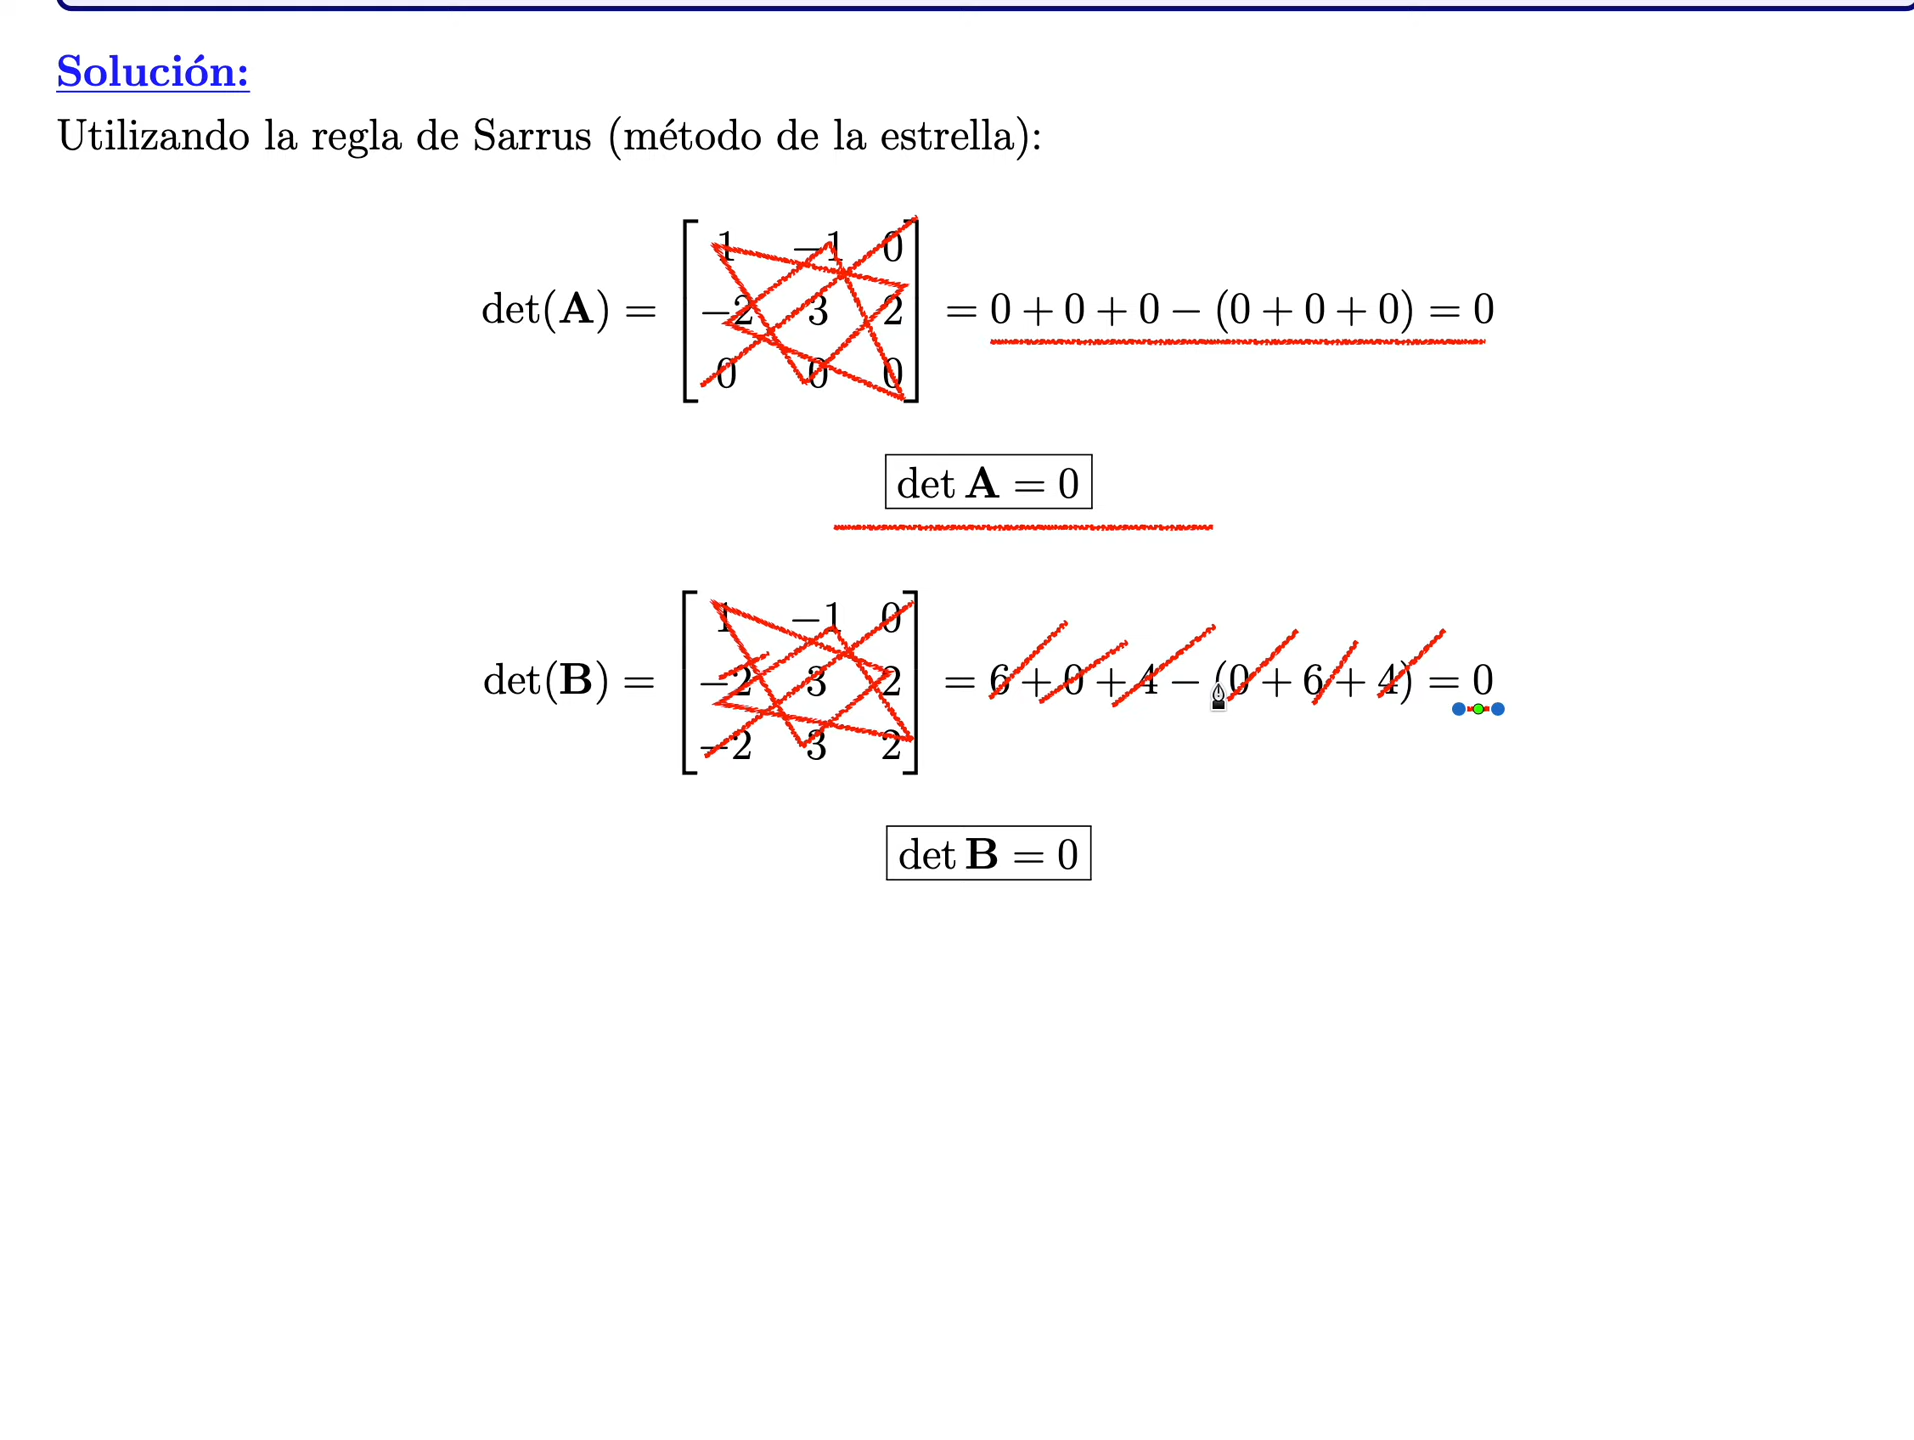 Solución:
Utilizando la regla de Sarrus (método de la estrella):
1 −1 0
det(A) = −2 3 2 = 0 + 0 + 0 − (0 + 0 + 0) = 0
0 0 0
det A = 0
1 −1 0
det(B) = −2 3 2 = 6 + 0 + 4 − (0 + 6 + 4) = 0
−2 3 2
det B = 0